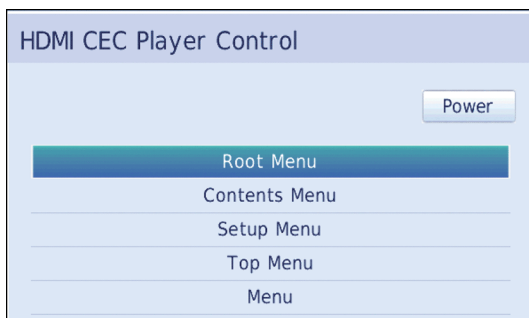 HDMI CEC Player Control
Power
Root Menu
Contents Menu
Setup Menu
Top Menu
Menu